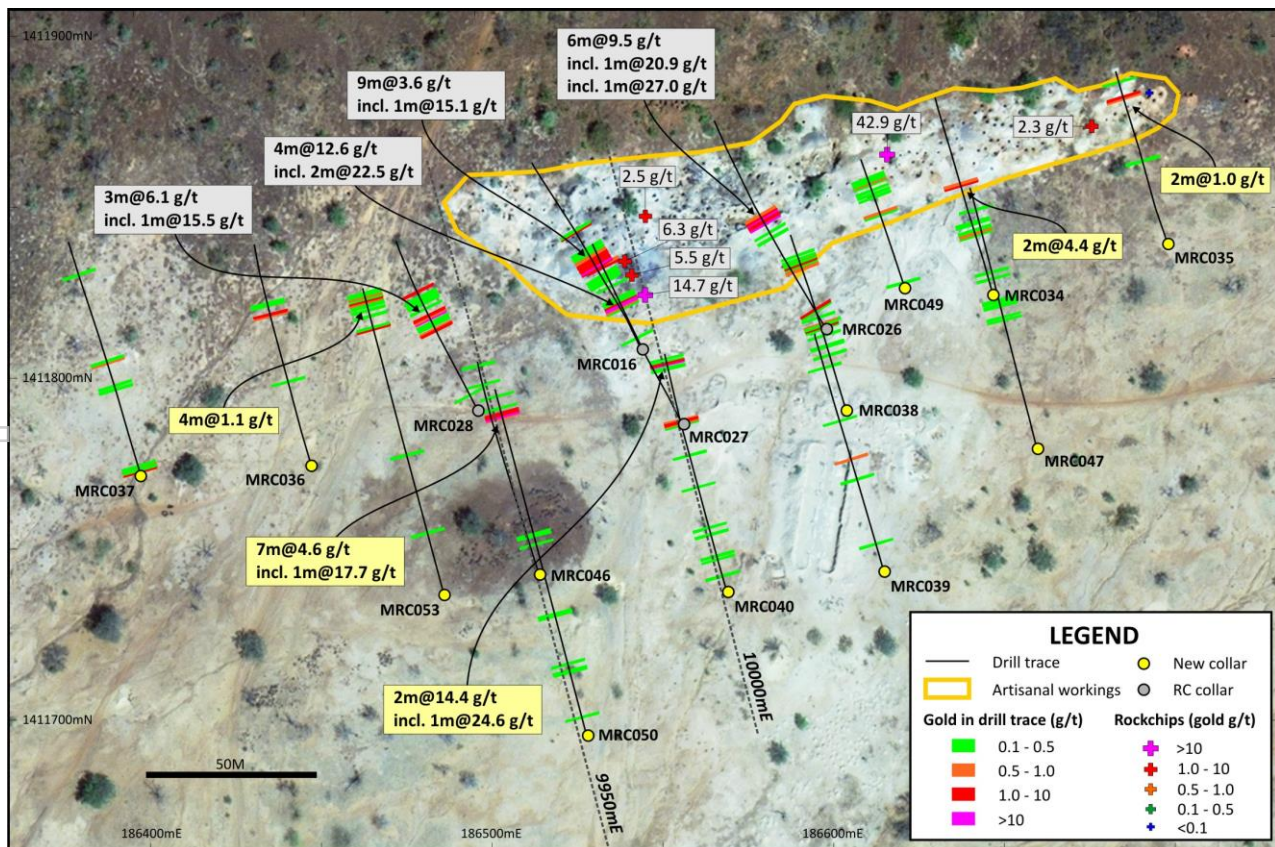 1411900mN
6m@9.5 g/t
incl. 1m@20.9 g/t
incl. 1m@27.0 g/t
9m@3.6 g/t
incl. 1m@15.1 g/t
42.9 g/t
2.3 g/t
4m@12.6 g/t
incl. 2m@22.5 g/t
2.5 g/t
2m@1.0 g/t
3m@6.1 g/t
incl. 1m@15.5 g/t
6.3 g/t
5.5 g/t
14.7 g/t
2m@4.4 g/t
MRC035
MRC049
MRC034
MRC026
MRC016
1411800mN
4m@1.1 g/t
MRC028
MRC038
MRC027
MRC047
MRC037
MRC036
7m@4.6 g/t
incl. 1m@17.7 g/t
MRC046
MRC053
MRC040
MRC039
2m@14.4 g/t
incl. 1m@24.6 g/t
10000mE
1411700mN
MRC050
9950mE
50M
186400mE
186500mE
186600mE
LEGEND
Drill trace
New collar
Artisanal workings
RC collar
Gold in drill trace (g/t)
0.1 - 0.5
0.5 - 1.0
1.0 - 10
>10
Rockchips (gold g/t)
>10
1.0 - 10
0.5 - 1.0
0.1 - 0.5
<0.1